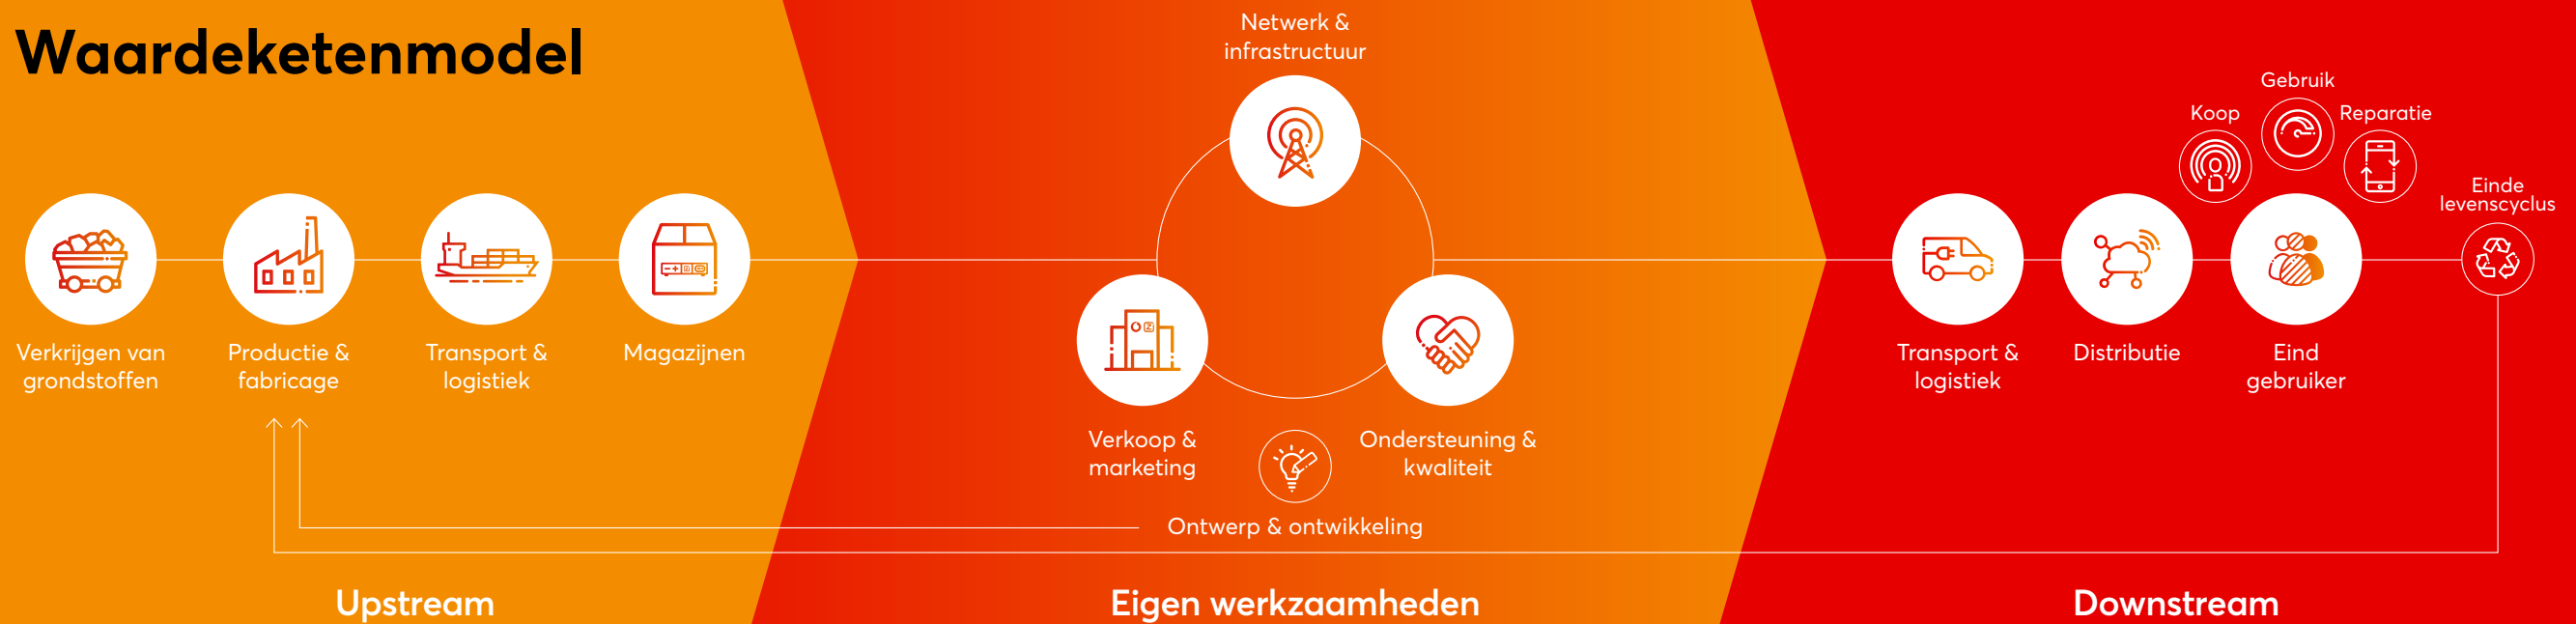 Waardeketenmodel
Verkrijgen van
grondstoffen
Productie &
fabricage
Transport &
logistiek
Magazijnen
Upstream
Netwerk &
infrastructuur
Verkoop &
marketing
Ondersteuning &
kwaliteit
Ontwerp & ontwikkeling
Eigen werkzaamheden
Transport &
logistiek
Distributie
Koop
Gebruik
Reparatie
Eind
gebruiker
Einde
levenscyclus
Downstream